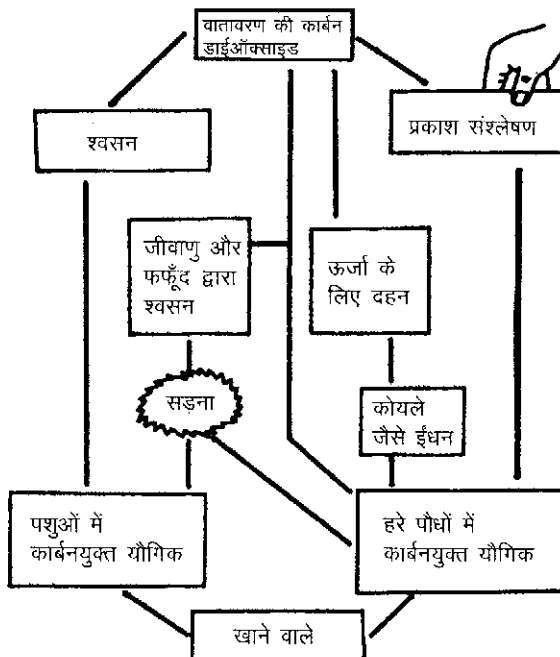 वातावरण की कार्बन
डाईऑक्साइड
श्वसन
प्रकाश संश्लेषण
जीवाणु और
फफूँद द्वारा
श्वसन
ऊर्जा के
लिए दहन
सड़ना
कोयले
जैसे ईंधन
पशुओं में
कार्बनयुक्त यौगिक
हरे पौधों में
कार्बनयुक्त यौगिक
खाने वाले